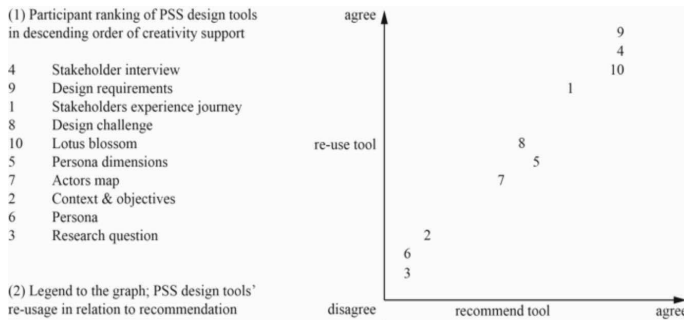 (1) Participant ranking of PSS design tools
in descending order of creativity support
4 Stakeholder interview
9 Design requirements
1 Stakeholders experience journey
8 Design challenge
10 Lotus blossom
5 Persona dimensions
7 Actors map
2 Context & objectives
6 Persona
3 Research question
(2) Legend to the graph; PSS design tools’
re-usage in relation to recommendation
agree
9
4
10
1
re-use tool
8
5
7
2
6
3
disagree
recommend tool
agree